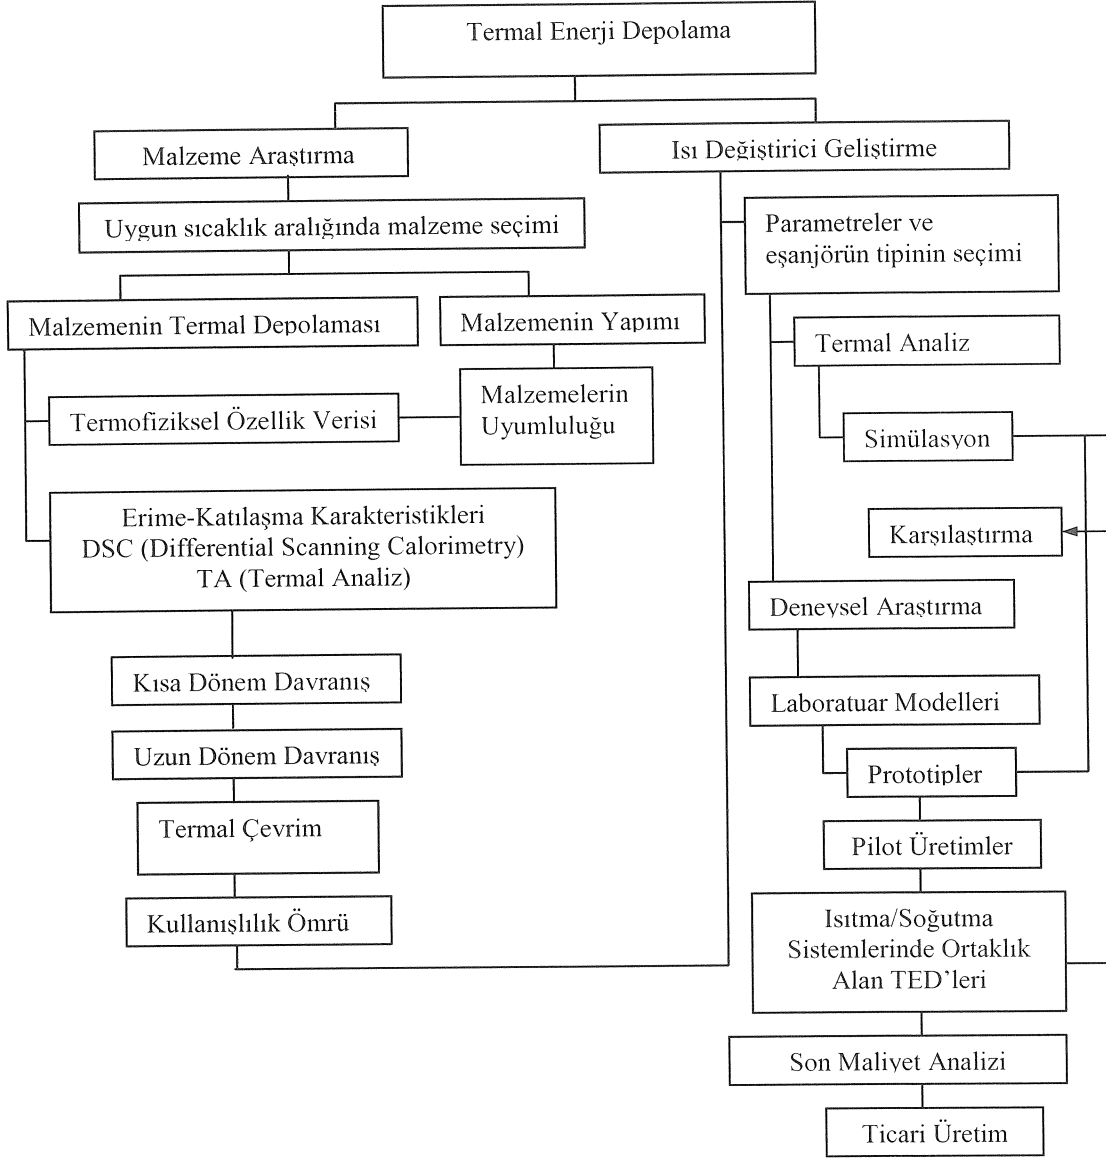 Termal Enerji Depolama
Malzeme Araştırma
Isı Değiştirici Geliştirme
Uygun sıcaklık aralığında malzeme seçimi
Parametreler ve
eşanjörün tipinin seçimi
Malzemenin Termal Depolaması
Malzemenin Yapımı
Termal Analiz
Malzemelerin
Uyumluluğu
Termofiziksel Özellik Verisi
Simülasyon
Erime-Katılaşma Karakteristikleri
DSC (Differential Scanning Calorimetry)
TA (Termal Analiz)
Karşılaştırma
Deneysel Araştırma
Kısa Dönem Davranış
Laboratuar Modelleri
Uzun Dönem Davranış
Prototipler
Termal Çevrim
Pilot Üretimler
Kullanışlılık Ömrü
Isıtma/Soğutma
Sistemlerinde Ortaklık
Alan TED’leri
Son Maliyet Analizi
Ticari Üretim